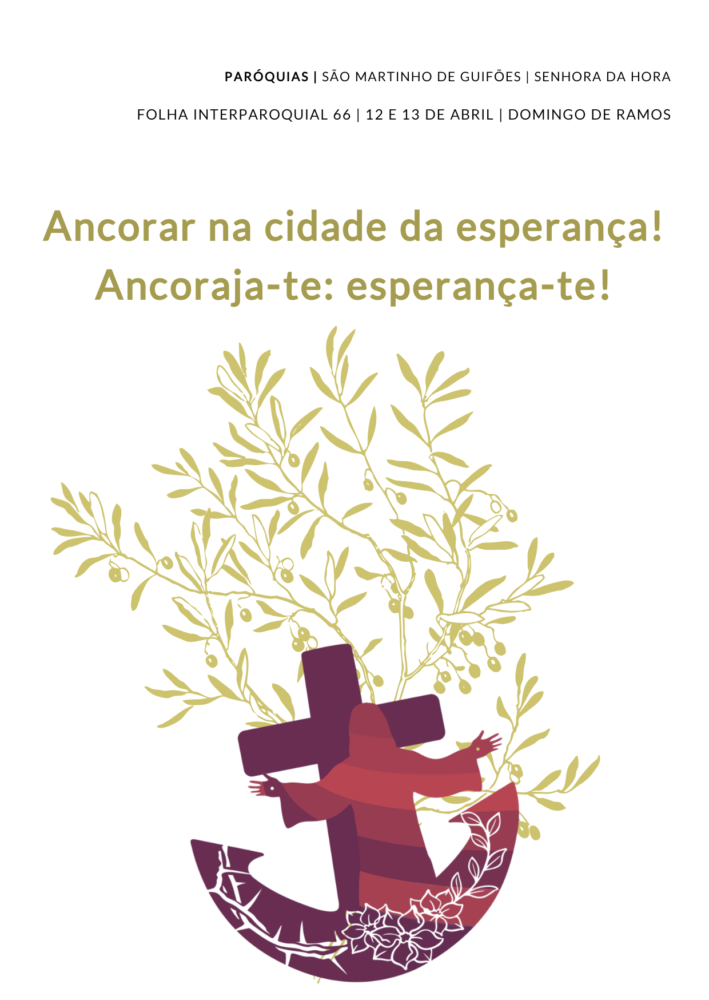 PARÓQUIAS | SÃO MARTINHO DE GUIFÕES | SENHORA DA HORA
FOLHA INTERPAROQUIAL 66 | 12 E 13 DE ABRIL | DOMINGO DE RAMOS
Ancorar na cidade da esperança!
Ancoraja-te: esperança-te!